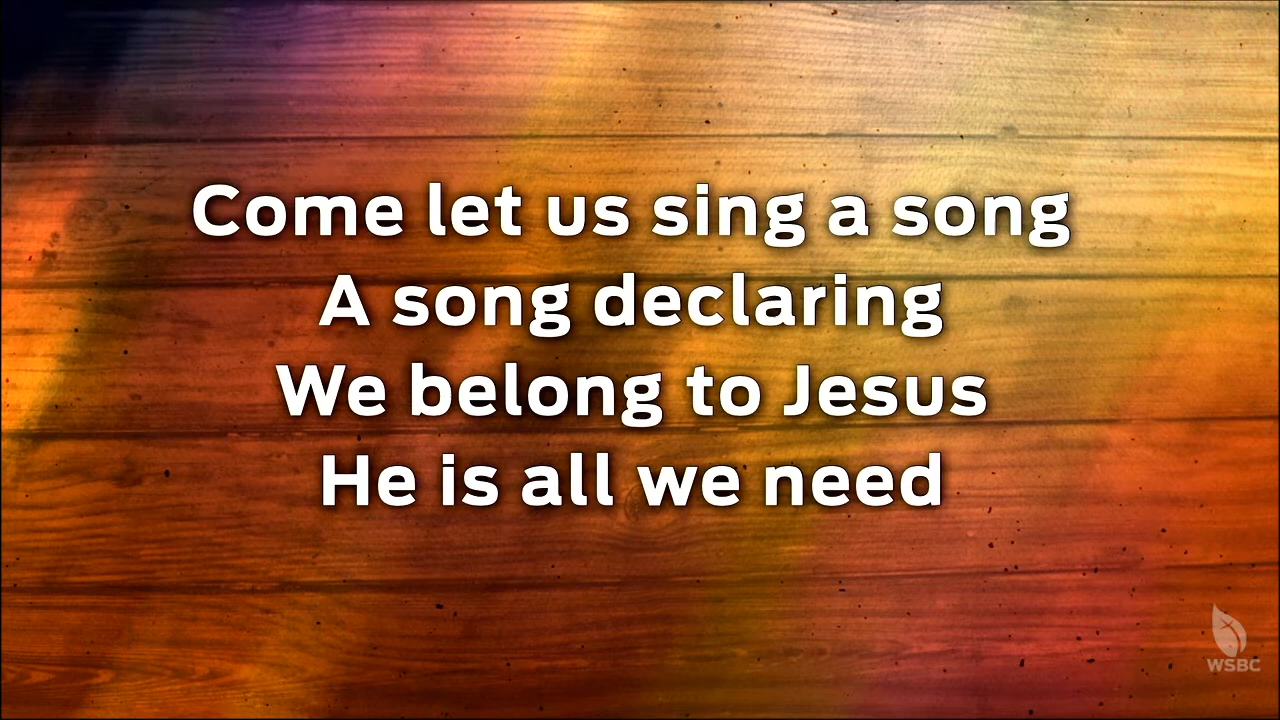 Come let us sing a song
A song declaring
We belong to Jesus
He is all we need
WSBC